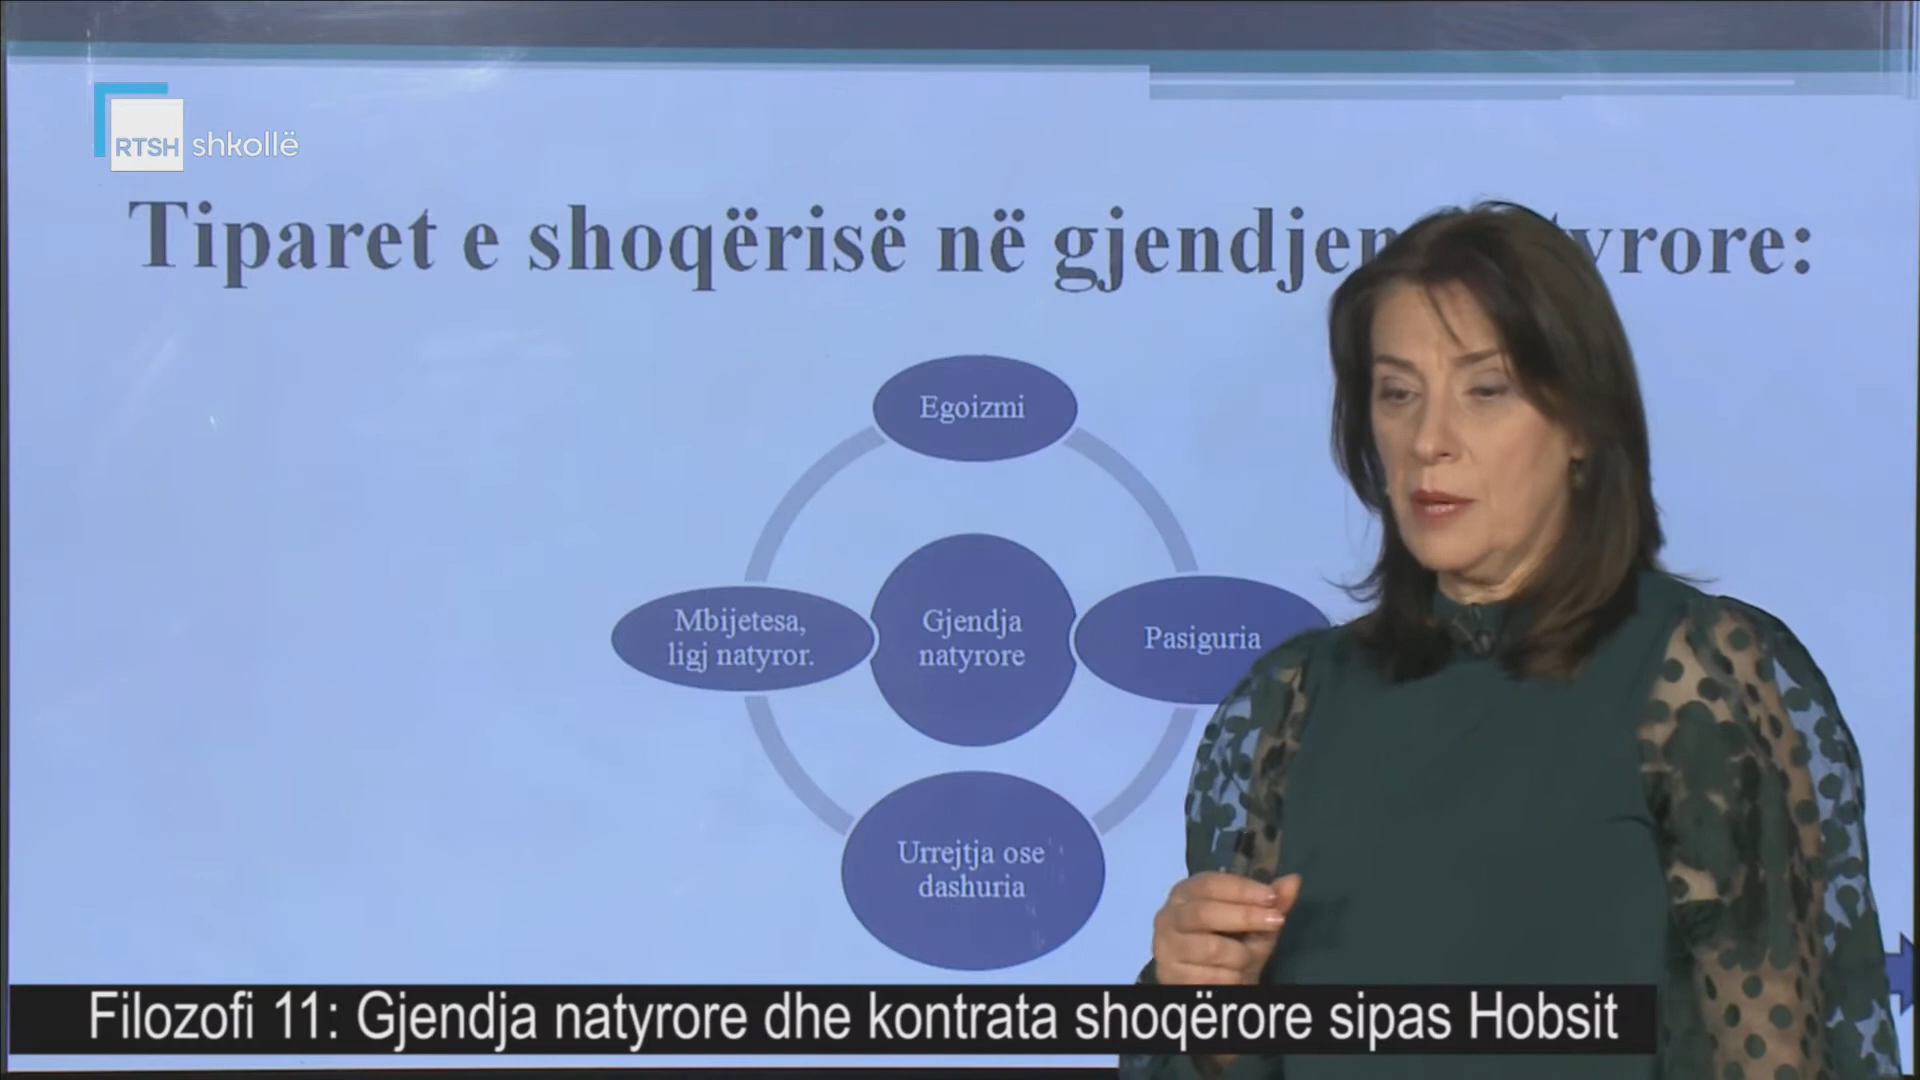 RTSH shkollë
Tiparet e shoqërisë në
Egoizmi
Mbijetesa,
ligj natyror.
Gjendja
natyrore
Pasiguria
Urrejtja ose
dashuria
Filozofi 11: Gjendja natyrore dhe kontrata shoqërore sipas Hobsit